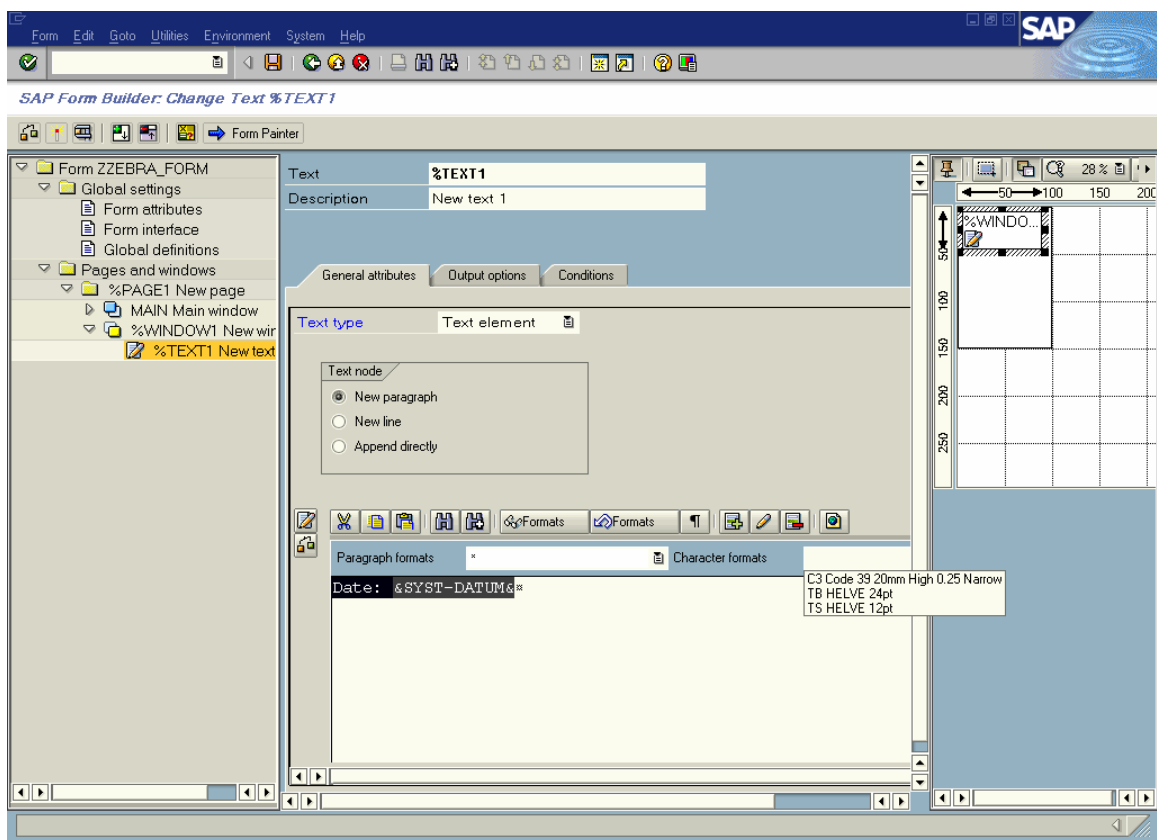 Form Edit Goto Utilities Environment System Help
SAP
SAP Form Builder: Change Text %TEXT1
Form Painter
Form ZZEBRA_FORM
Global settings
Form attributes
Form interface
Global definitions
Pages and windows
%PAGE1 New page
MAIN Main window
%WINDOW1 New wir
%TEXT1 New text
Text %TEXT1
Description New text 1
General attributes Output options Conditions
Text type Text element
Text node
New paragraph
New line
Append directly
Formats Formats ¶
Paragraph formats * Character formats
Date: &SYST-DATUM&¤
C3 Code 39 20mm High 0.25 Narrow
TB HELVE 24pt
TS HELVE 12pt
28 %
50 100 150 200
%WINDO...
50
100
150
200
250